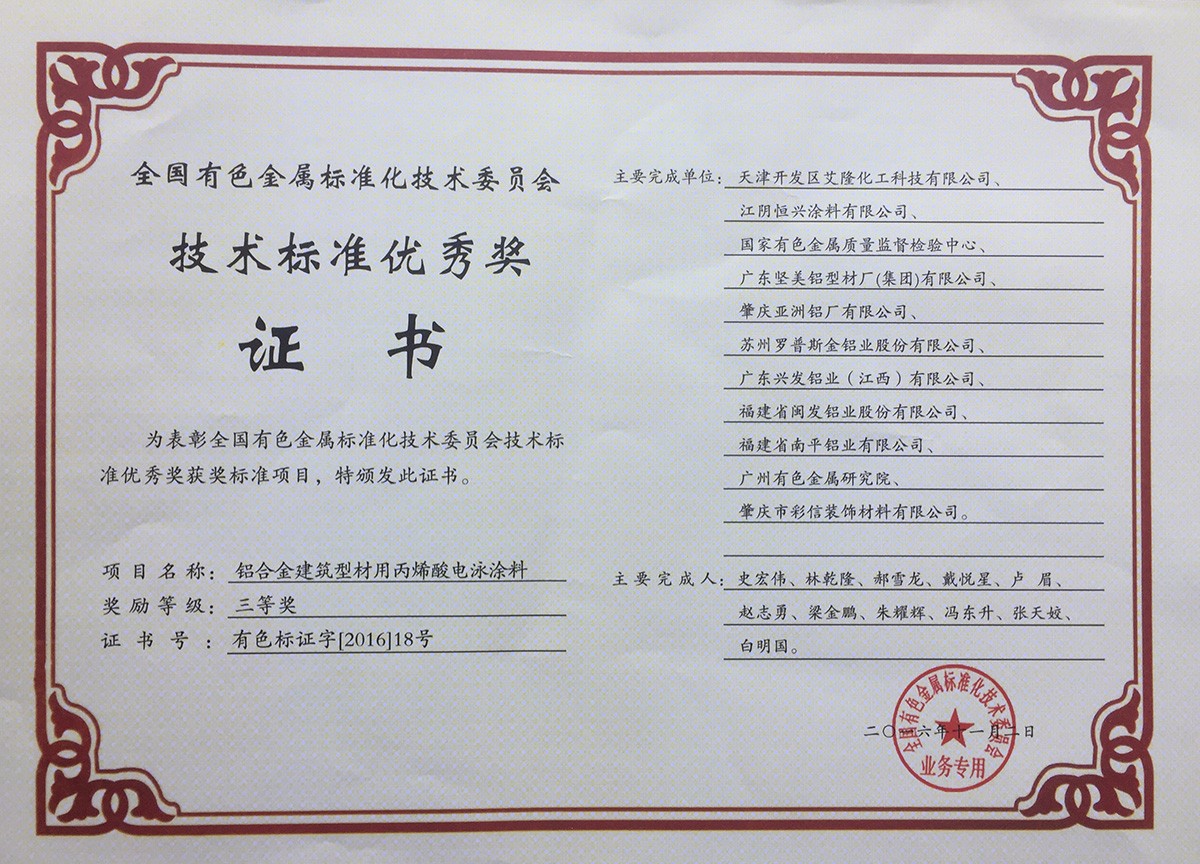 全国有色金属标准化技术委员会
技术标准优秀奖
证 书
为表彰全国有色金属标准化技术委员会技术标
准优秀奖获奖标准项目，特颁发此证书。
项目名称：铝合金建筑型材用丙烯酸电泳涂料
奖励等级：三等奖
证书号：有色标证字[2016]18号
主要完成单位：天津开发区艾隆化工科技有限公司、
江阴恒兴涂料有限公司、
国家有色金属质量监督检验中心、
广东坚美铝型材厂(集团)有限公司、
肇庆亚洲铝厂有限公司、
苏州罗普斯金铝业股份有限公司、
广东兴发铝业（江西）有限公司、
福建省闽发铝业股份有限公司、
福建省南平铝业有限公司、
广州有色金属研究院、
肇庆市彩信装饰材料有限公司。
主要完成人：史宏伟、林乾隆、郝雪龙、戴悦星、卢 眉、
赵志勇、梁金鹏、朱耀辉、冯东升、张天姣、
白明国。
二〇一六年十一月二日
全国有色金属标准化技术委员会
业务专用